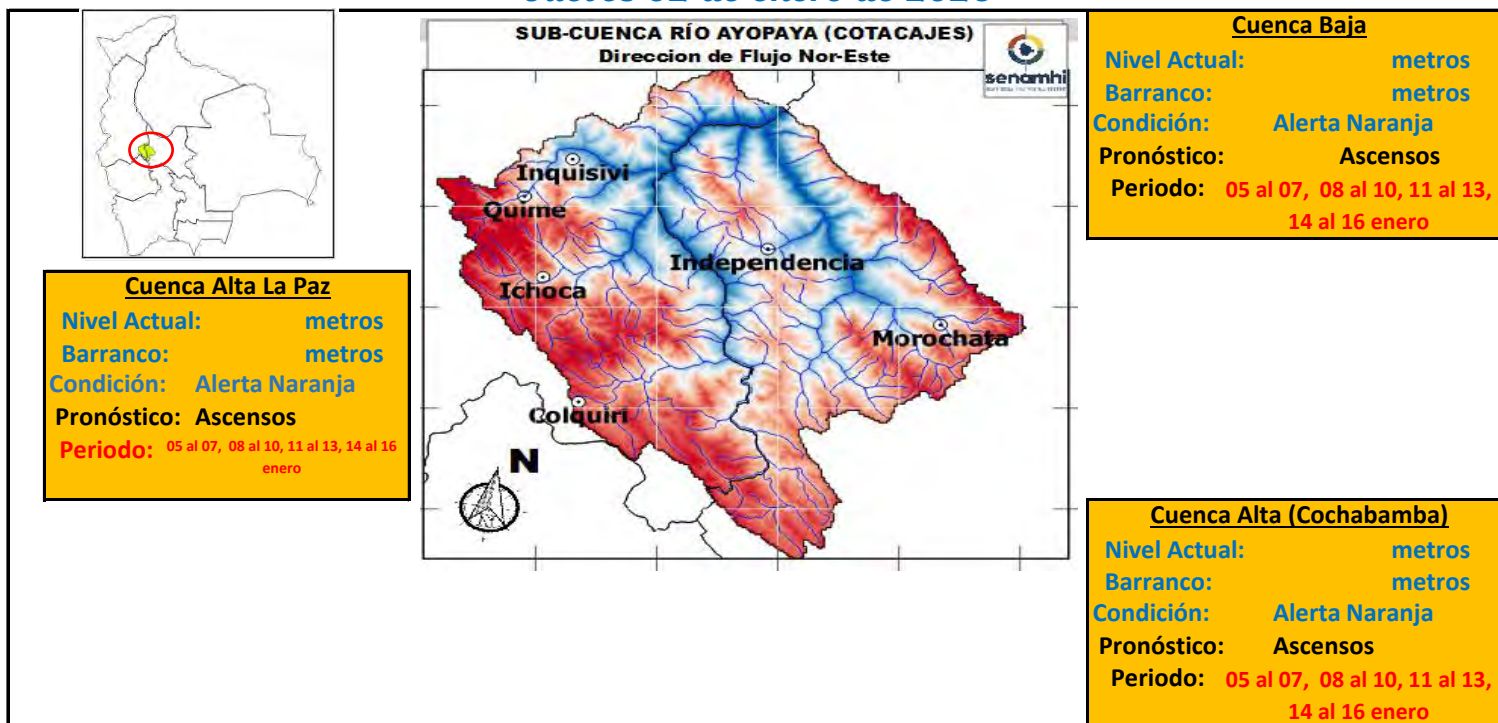 SUB-CUENCA RÍO AYOPAYA (COTACAJES)
Direccion de Flujo Nor-Este
senamhi
Inquisivi
Quime
Independencia
Ichoca
Morochata
Colquiri
N
Cuenca Alta La Paz
Nivel Actual: metros
Barranco: metros
Condición: Alerta Naranja
Pronóstico: Ascensos
Periodo: 05 al 07, 08 al 10, 11 al 13, 14 al 16
enero
Cuenca Baja
Nivel Actual: metros
Barranco: metros
Condición: Alerta Naranja
Pronóstico: Ascensos
Periodo: 05 al 07, 08 al 10, 11 al 13,
14 al 16 enero
Cuenca Alta (Cochabamba)
Nivel Actual: metros
Barranco: metros
Condición: Alerta Naranja
Pronóstico: Ascensos
Periodo: 05 al 07, 08 al 10, 11 al 13,
14 al 16 enero